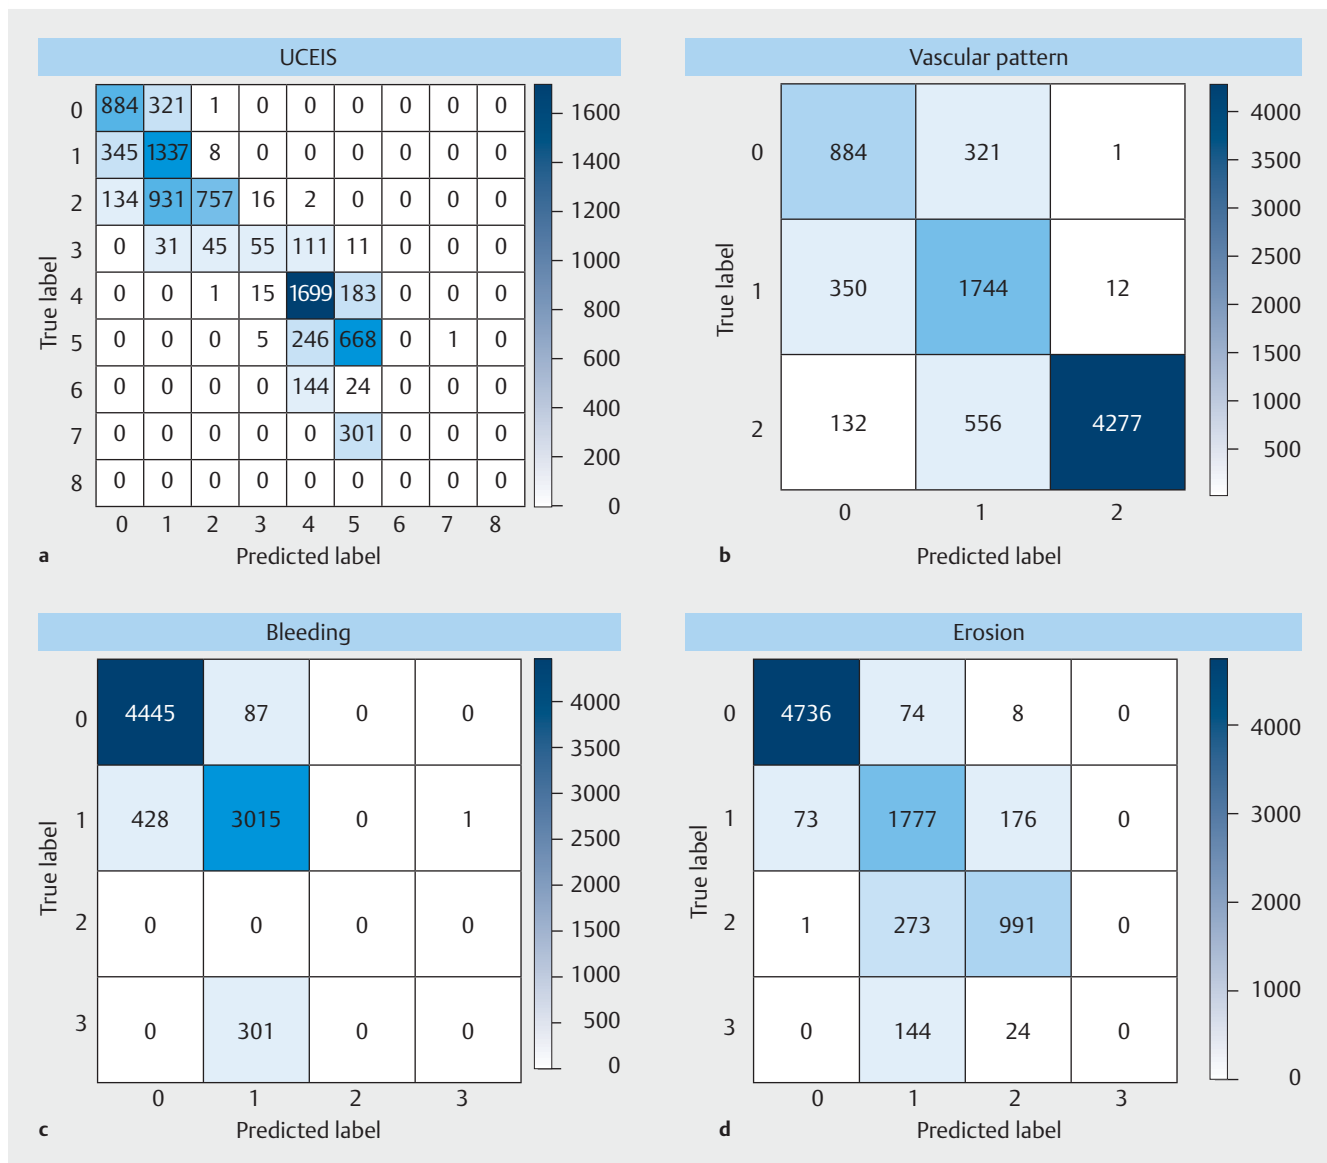 UCEIS
0 884 321 1 0 0 0 0 0 0
1 345 1337 8 0 0 0 0 0 0
2 134 931 757 16 2 0 0 0 0
3 0 31 45 55 111 11 0 0 0
4 0 0 1 15 1699 183 0 0 0
5 0 0 0 5 246 668 0 1 0
6 0 0 0 0 144 24 0 0 0
7 0 0 0 0 0 301 0 0 0
8 0 0 0 0 0 0 0 0 0
0 1 2 3 4 5 6 7 8
True label
Predicted label
1600
1400
1200
1000
800
600
400
200
0
a
Vascular pattern
0 884 321 1
1 350 1744 12
2 132 556 4277
0 1 2
True label
Predicted label
4000
3500
3000
2500
2000
1500
1000
500
b
Bleeding
0 4445 87 0 0
1 428 3015 0 1
2 0 0 0 0
3 0 301 0 0
0 1 2 3
True label
Predicted label
4000
3500
3000
2500
2000
1500
1000
500
0
c
Erosion
0 4736 74 8 0
1 73 1777 176 0
2 1 273 991 0
3 0 144 24 0
0 1 2 3
True label
Predicted label
4000
3000
2000
1000
0
d